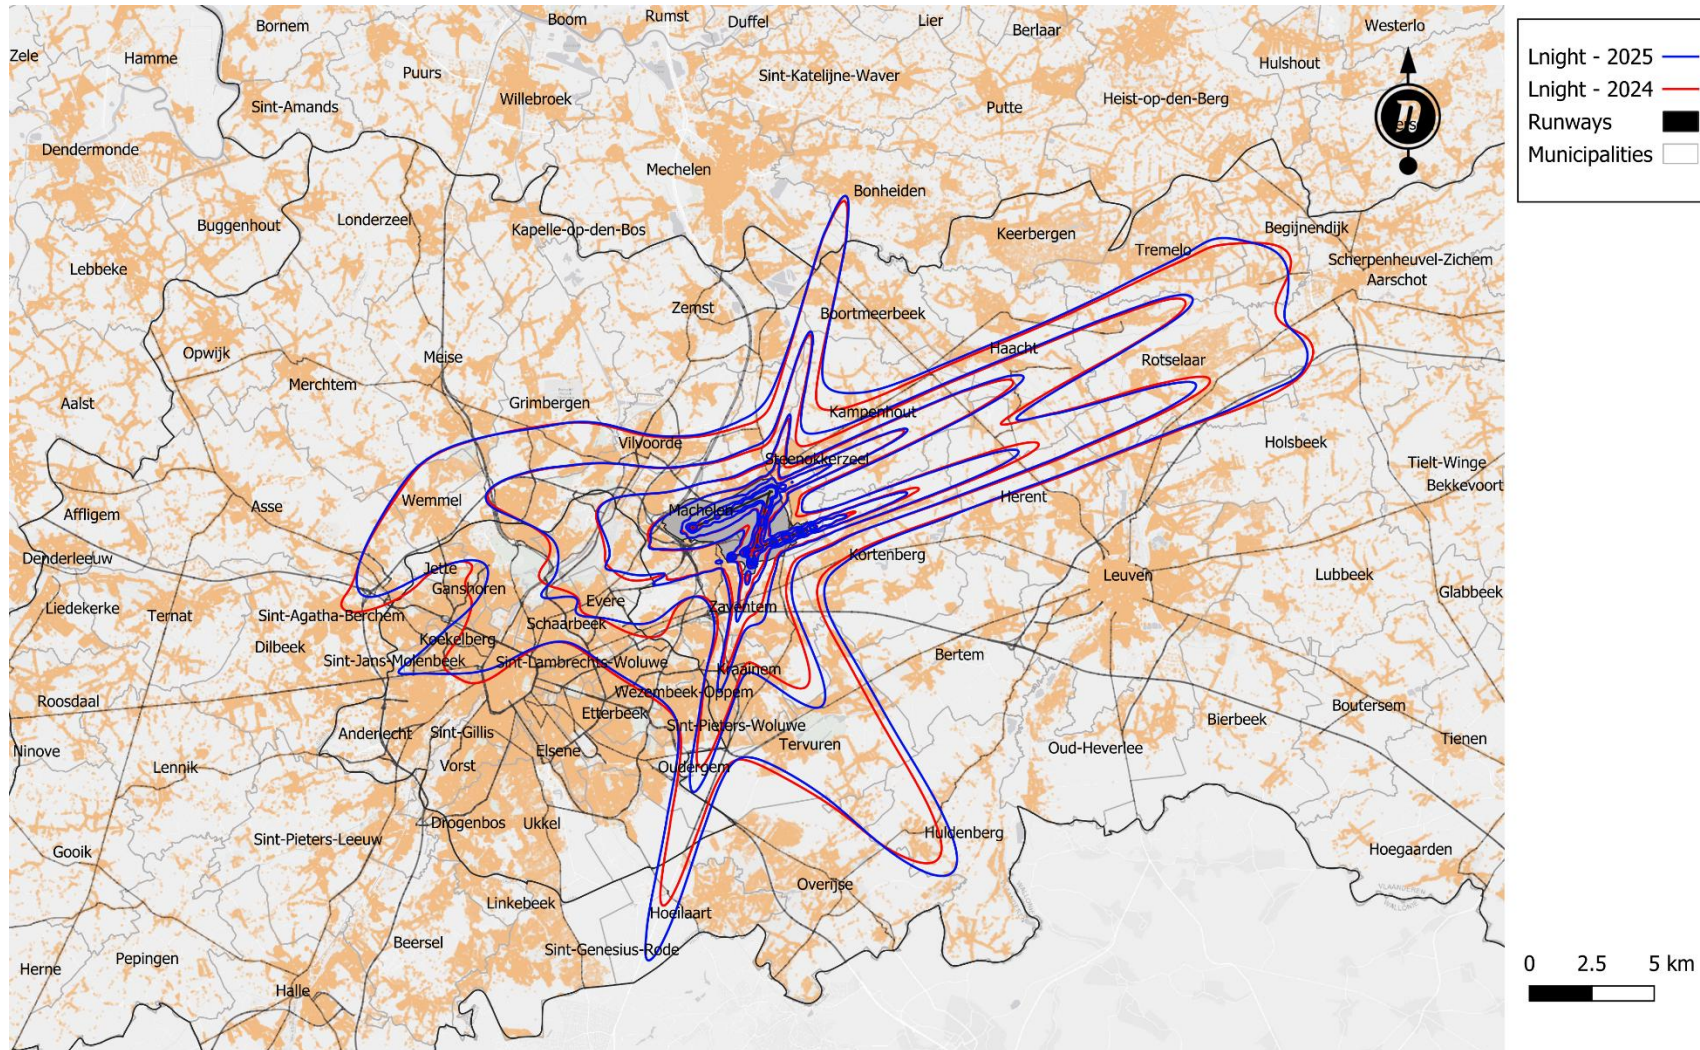 Bornem
Boom
Rumst
Duffel
Lier
Berlaar
Westerlo
Zele
Hamme
Puurs
Sint-Katelijne-Waver
Hulshout
Lnight - 2025
Lnight - 2024
Runways
Municipalities
Sint-Amands
Willebroek
Putte
Heist-op-den-Berg
Dendermonde
Mechelen
Bonheiden
Buggenhout
Londerzeel
Kapelle-op-den-Bos
Keerbergen
Tremelo
Begijnendijk
Lebbeke
Scherpenheuvel-Zichem
Aarschot
Zemst
Boortmeerbeek
Opwijk
Meise
Haacht
Rotselaar
Merchtem
Aalst
Grimbergen
Kampenhout
Vilvoorde
Holsbeek
Steenokkerzeel
Tielt-Winge
Bekkevoort
Affligem
Asse
Wemmel
Machelen
Herent
Denderleeuw
Jette
Ganshoren
Kortenberg
Leuven
Lubbeek
Glabbeek
Liedekerke
Ternat
Sint-Agatha-Berchem
Evere
Zaventem
Schaarbeek
Dilbeek
Koekelberg
Sint-Jans-Molenbeek
Sint-Lambrechts-Woluwe
Kraainem
Bertem
Roosdaal
Wezembeek-Oppem
Etterbeek
Sint-Pieters-Woluwe
Bierbeek
Boutersem
Ninove
Anderlecht
Sint-Gillis
Elsene
Tervuren
Oud-Heverlee
Tienen
Lennik
Vorst
Oudergem
Drogenbos
Ukkel
Sint-Pieters-Leeuw
Huldenberg
Gooik
Hoegaarden
Overijse
VLAANDEREN
WALLONIE
Linkebeek
Hoeilaart
Beersel
Sint-Genesius-Rode
Herne
Pepingen
Halle
0 2.5 5 km